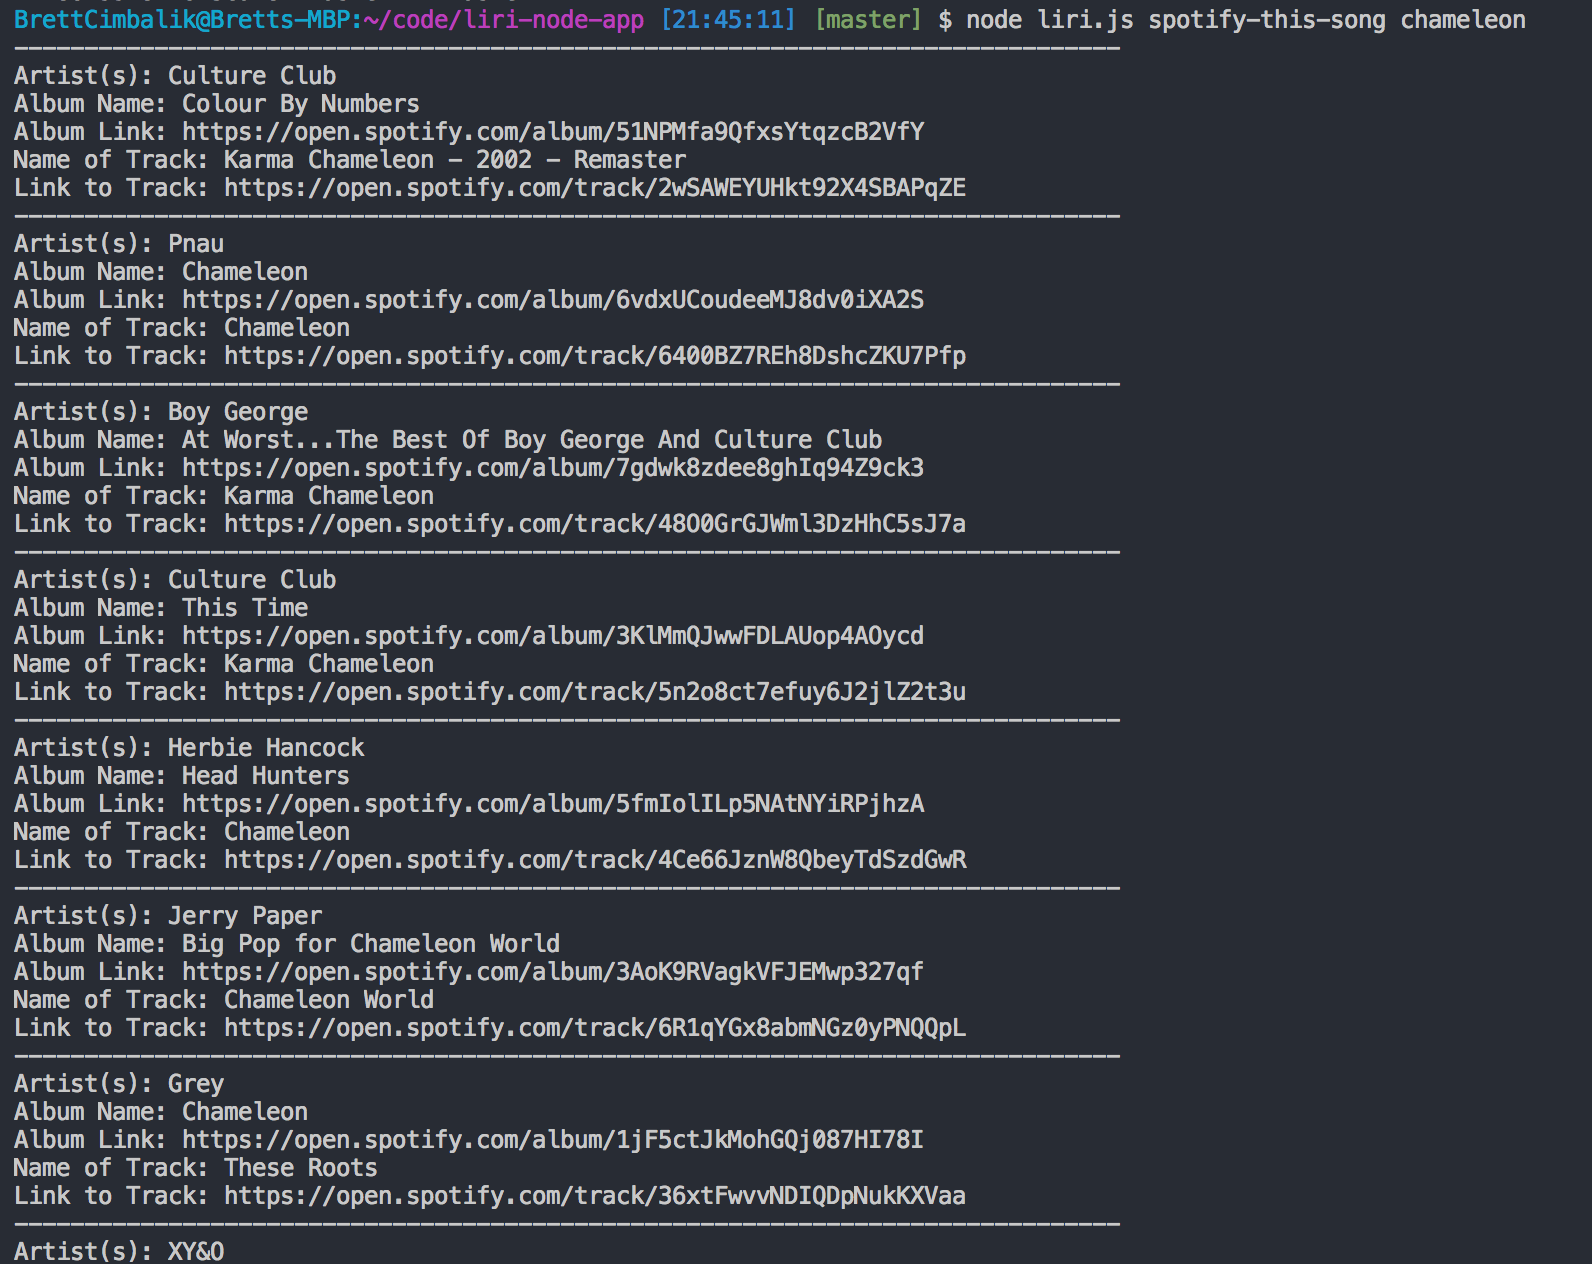 BrettCimbalik@Bretts-MBP:~/code/liri-node-app [21:45:11] [master] $ node liri.js spotify-this-song chameleon
-------------------------------------------------------------------------------
Artist(s): Culture Club
Album Name: Colour By Numbers
Album Link: https://open.spotify.com/album/51NPMfa9QfxsYtqzcB2VfY
Name of Track: Karma Chameleon - 2002 - Remaster
Link to Track: https://open.spotify.com/track/2wSAWEYUHkt92X4SBAPqZE
-------------------------------------------------------------------------------
Artist(s): Pnau
Album Name: Chameleon
Album Link: https://open.spotify.com/album/6vdxUCoudeeMJ8dv0iXA2S
Name of Track: Chameleon
Link to Track: https://open.spotify.com/track/6400BZ7REh8DshcZKU7Pfp
-------------------------------------------------------------------------------
Artist(s): Boy George
Album Name: At Worst...The Best Of Boy George And Culture Club
Album Link: https://open.spotify.com/album/7gdwk8zdee8ghIq94Z9ck3
Name of Track: Karma Chameleon
Link to Track: https://open.spotify.com/track/48O0GrGJWml3DzHhC5sJ7a
-------------------------------------------------------------------------------
Artist(s): Culture Club
Album Name: This Time
Album Link: https://open.spotify.com/album/3KlMmQJwwFDLAUop4AOycd
Name of Track: Karma Chameleon
Link to Track: https://open.spotify.com/track/5n2o8ct7efuy6J2jlZ2t3u
-------------------------------------------------------------------------------
Artist(s): Herbie Hancock
Album Name: Head Hunters
Album Link: https://open.spotify.com/album/5fmIolILp5NAtNYiRPjhzA
Name of Track: Chameleon
Link to Track: https://open.spotify.com/track/4Ce66JznW8QbeyTdSzdGwR
-------------------------------------------------------------------------------
Artist(s): Jerry Paper
Album Name: Big Pop for Chameleon World
Album Link: https://open.spotify.com/album/3AoK9RVagkVFJEMwp327qf
Name of Track: Chameleon World
Link to Track: https://open.spotify.com/track/6R1qYGx8abmNGz0yPNQQpL
-------------------------------------------------------------------------------
Artist(s): Grey
Album Name: Chameleon
Album Link: https://open.spotify.com/album/1jF5ctJkMohGQj087HI78I
Name of Track: These Roots
Link to Track: https://open.spotify.com/track/36xtFwvvNDIQDpNukKXVaa
-------------------------------------------------------------------------------
Artist(s): XY&O